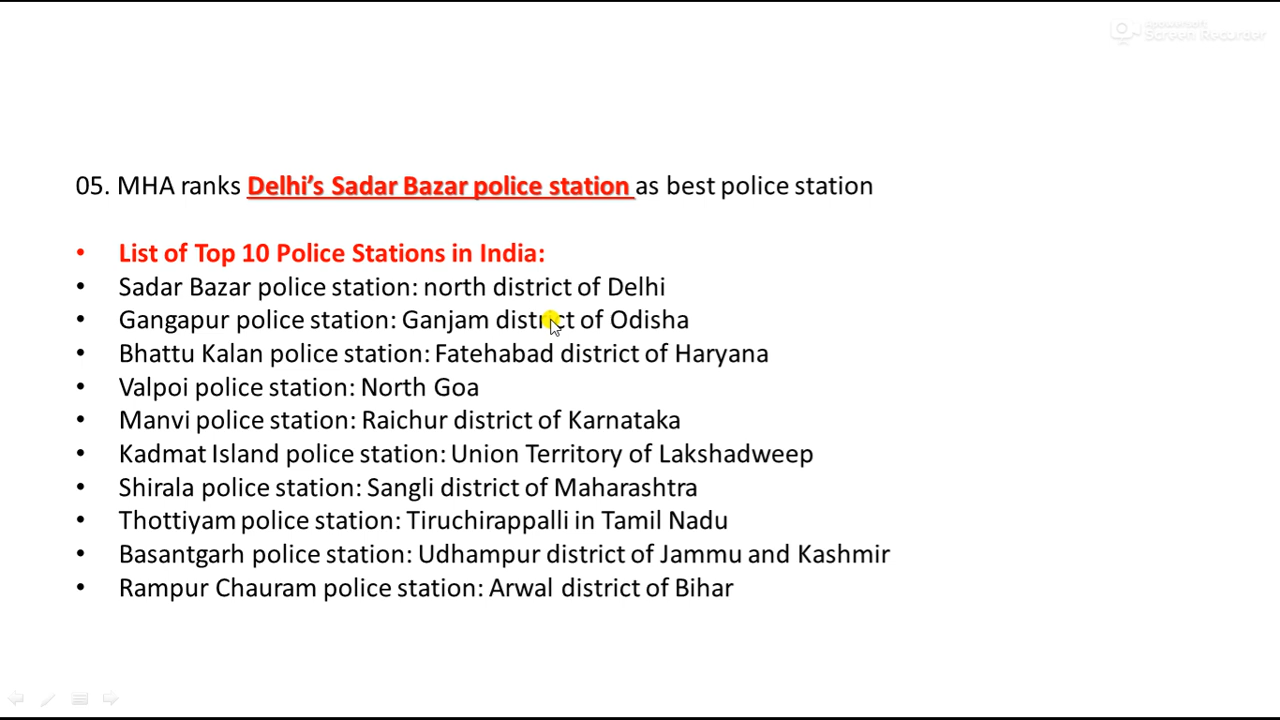 Apowersoft
Screen Recorder
05. MHA ranks Delhi’s Sadar Bazar police station as best police station
• List of Top 10 Police Stations in India:
• Sadar Bazar police station: north district of Delhi
• Gangapur police station: Ganjam district of Odisha
• Bhattu Kalan police station: Fatehabad district of Haryana
• Valpoi police station: North Goa
• Manvi police station: Raichur district of Karnataka
• Kadmat Island police station: Union Territory of Lakshadweep
• Shirala police station: Sangli district of Maharashtra
• Thottiyam police station: Tiruchirappalli in Tamil Nadu
• Basantgarh police station: Udhampur district of Jammu and Kashmir
• Rampur Chauram police station: Arwal district of Bihar